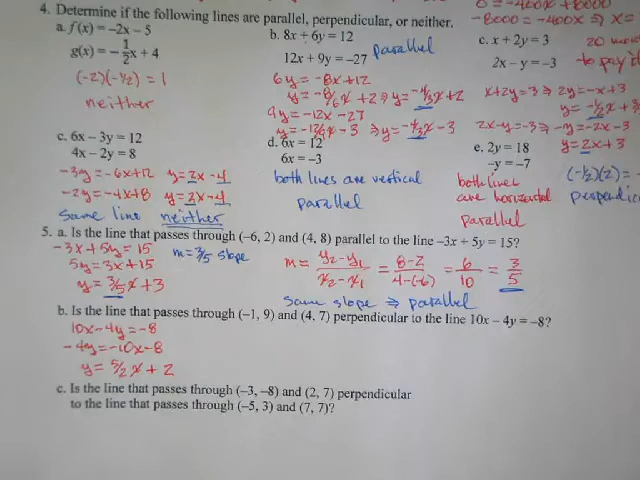 0 = -400x + 8000
-8000 = -400x ⇒ x =
20 mont
to pay
4. Determine if the following lines are parallel, perpendicular, or neither.
a. f(x) = –2x – 5
g(x) = –1/2x + 4
(-2)(-1/2) = 1
neither
b. 8x + 6y = 12
12x + 9y = –27
parallel
6y = -8x+12
y = -8/6x + 2 ⇒ y = -4/3x + 2
9y = -12x - 27
y = -12/9x - 3 ⇒ y = -4/3x - 3
c. x + 2y = 3
2x – y = –3
x+2y = 3 ⇒ 2y = -x+3
y = -1/2x + 3/
2x-y = -3 ⇒ -y = -2x-3
y = 2x+3
(-1/2)(2) = -
perpendic
c. 6x – 3y = 12
4x – 2y = 8
-3y = -6x+12 y = 2x-4
-2y = -4x+8 y = 2x-4
same line neither
d. 6x = 12
6x = –3
both lines are vertical
parallel
e. 2y = 18
–y = –7
both lines
are horizontal
parallel
5. a. Is the line that passes through (–6, 2) and (4, 8) parallel to the line –3x + 5y = 15?
-3x + 5y = 15 m = 3/5 slope
5y = 3x+15
y = 3/5x + 3
m = y2-y1/x2-x1 = 8-2/4-(-6) = 6/10 = 3/5
same slope ⇒ parallel
b. Is the line that passes through (–1, 9) and (4, 7) perpendicular to the line 10x – 4y = –8?
10x-4y = -8
-4y = -10x-8
y = 5/2x + 2
c. Is the line that passes through (–3, –8) and (2, 7) perpendicular
to the line that passes through (–5, 3) and (7, 7)?